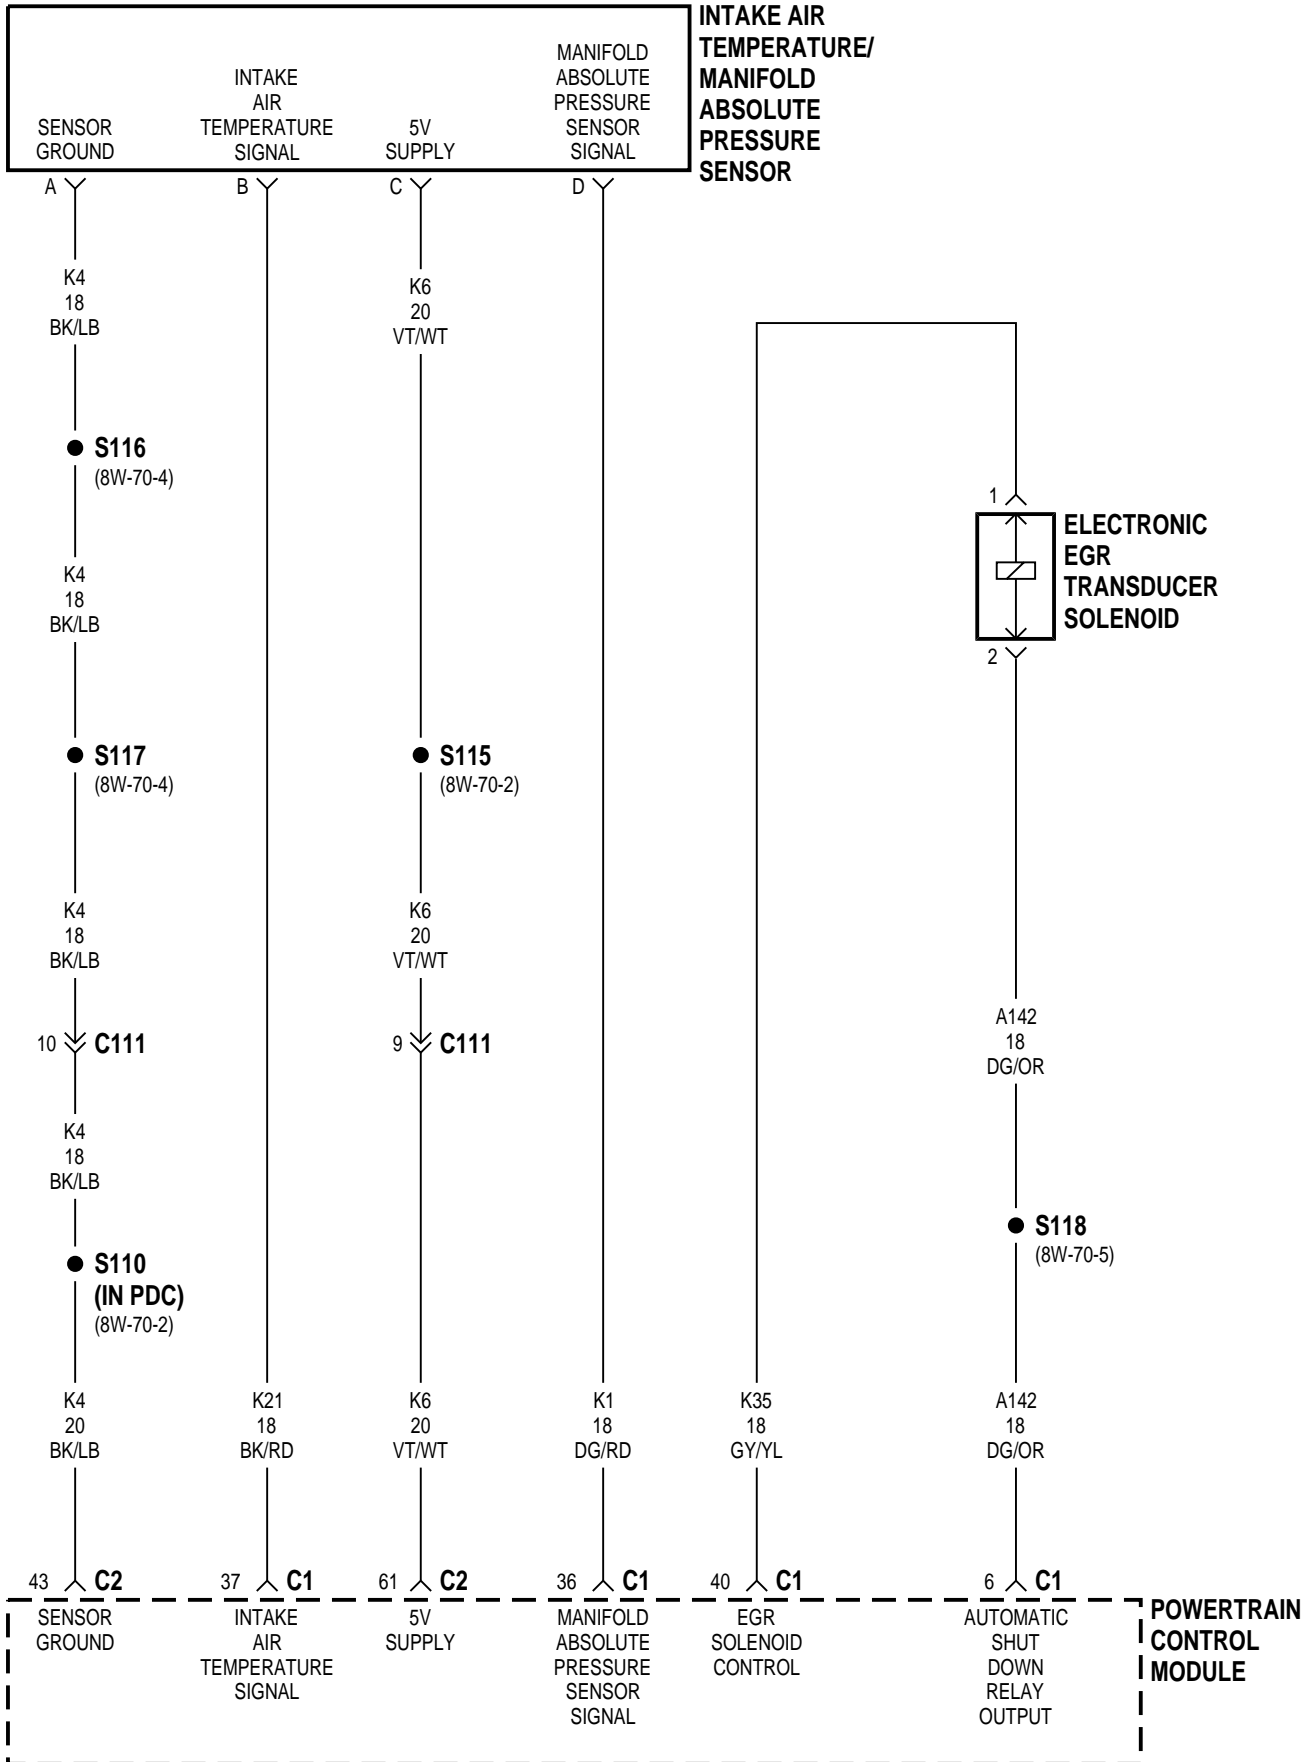 INTAKE AIR
TEMPERATURE/
MANIFOLD
ABSOLUTE
PRESSURE
SENSOR
SENSOR
GROUND
INTAKE
AIR
TEMPERATURE
SIGNAL
5V
SUPPLY
MANIFOLD
ABSOLUTE
PRESSURE
SENSOR
SIGNAL
A
B
C
D
K4
18
BK/LB
K6
20
VT/WT
S116
(8W-70-4)
1
ELECTRONIC
EGR
TRANSDUCER
SOLENOID
2
K4
18
BK/LB
S117
(8W-70-4)
S115
(8W-70-2)
K4
18
BK/LB
K6
20
VT/WT
10
C111
9
C111
A142
18
DG/OR
K4
18
BK/LB
S118
(8W-70-5)
S110
(IN PDC)
(8W-70-2)
K4
20
BK/LB
K21
18
BK/RD
K6
20
VT/WT
K1
18
DG/RD
K35
18
GY/YL
A142
18
DG/OR
43
C2
37
C1
61
C2
36
C1
40
C1
6
C1
SENSOR
GROUND
INTAKE
AIR
TEMPERATURE
SIGNAL
5V
SUPPLY
MANIFOLD
ABSOLUTE
PRESSURE
SENSOR
SIGNAL
EGR
SOLENOID
CONTROL
AUTOMATIC
SHUT
DOWN
RELAY
OUTPUT
POWERTRAIN
CONTROL
MODULE